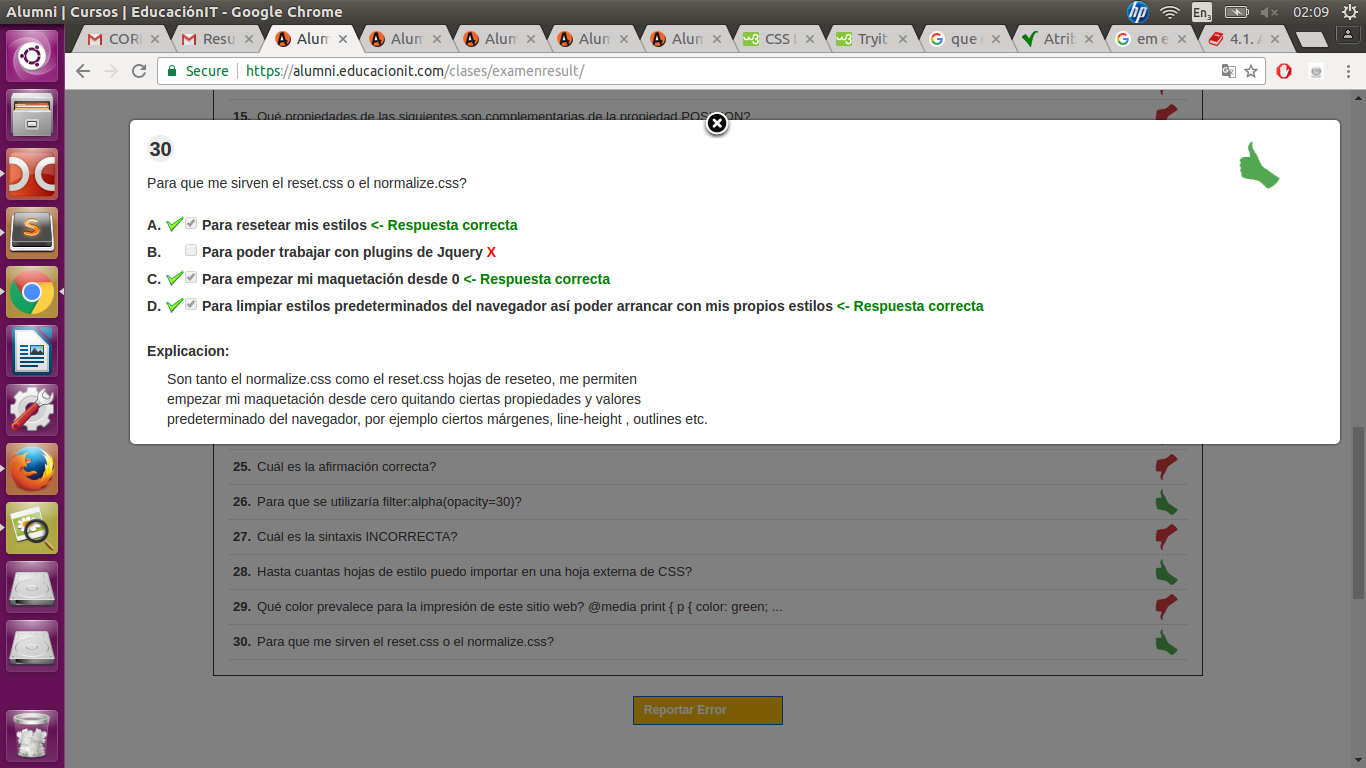 Alumni | Cursos | EducaciónIT - Google Chrome
En3
02:09
CORI
Resu
Alum
Alum
Alum
Alum
Alum
CSS
Tryit
que
Atrib
em e
4.1.
Secure
https://alumni.educacionit.com/clases/examenresult/
15. Qué propiedades de las siguientes son complementarias de la propiedad POSITION?
30
Para que me sirven el reset.css o el normalize.css?
A. Para resetear mis estilos <- Respuesta correcta
B. Para poder trabajar con plugins de Jquery X
C. Para empezar mi maquetación desde 0 <- Respuesta correcta
D. Para limpiar estilos predeterminados del navegador así poder arrancar con mis propios estilos <- Respuesta correcta
Explicacion:
Son tanto el normalize.css como el reset.css hojas de reseteo, me permiten
empezar mi maquetación desde cero quitando ciertas propiedades y valores
predeterminado del navegador, por ejemplo ciertos márgenes, line-height , outlines etc.
25. Cuál es la afirmación correcta?
26. Para que se utilizaría filter:alpha(opacity=30)?
27. Cuál es la sintaxis INCORRECTA?
28. Hasta cuantas hojas de estilo puedo importar en una hoja externa de CSS?
29. Qué color prevalece para la impresión de este sitio web? @media print { p { color: green; ...
30. Para que me sirven el reset.css o el normalize.css?
Reportar Error